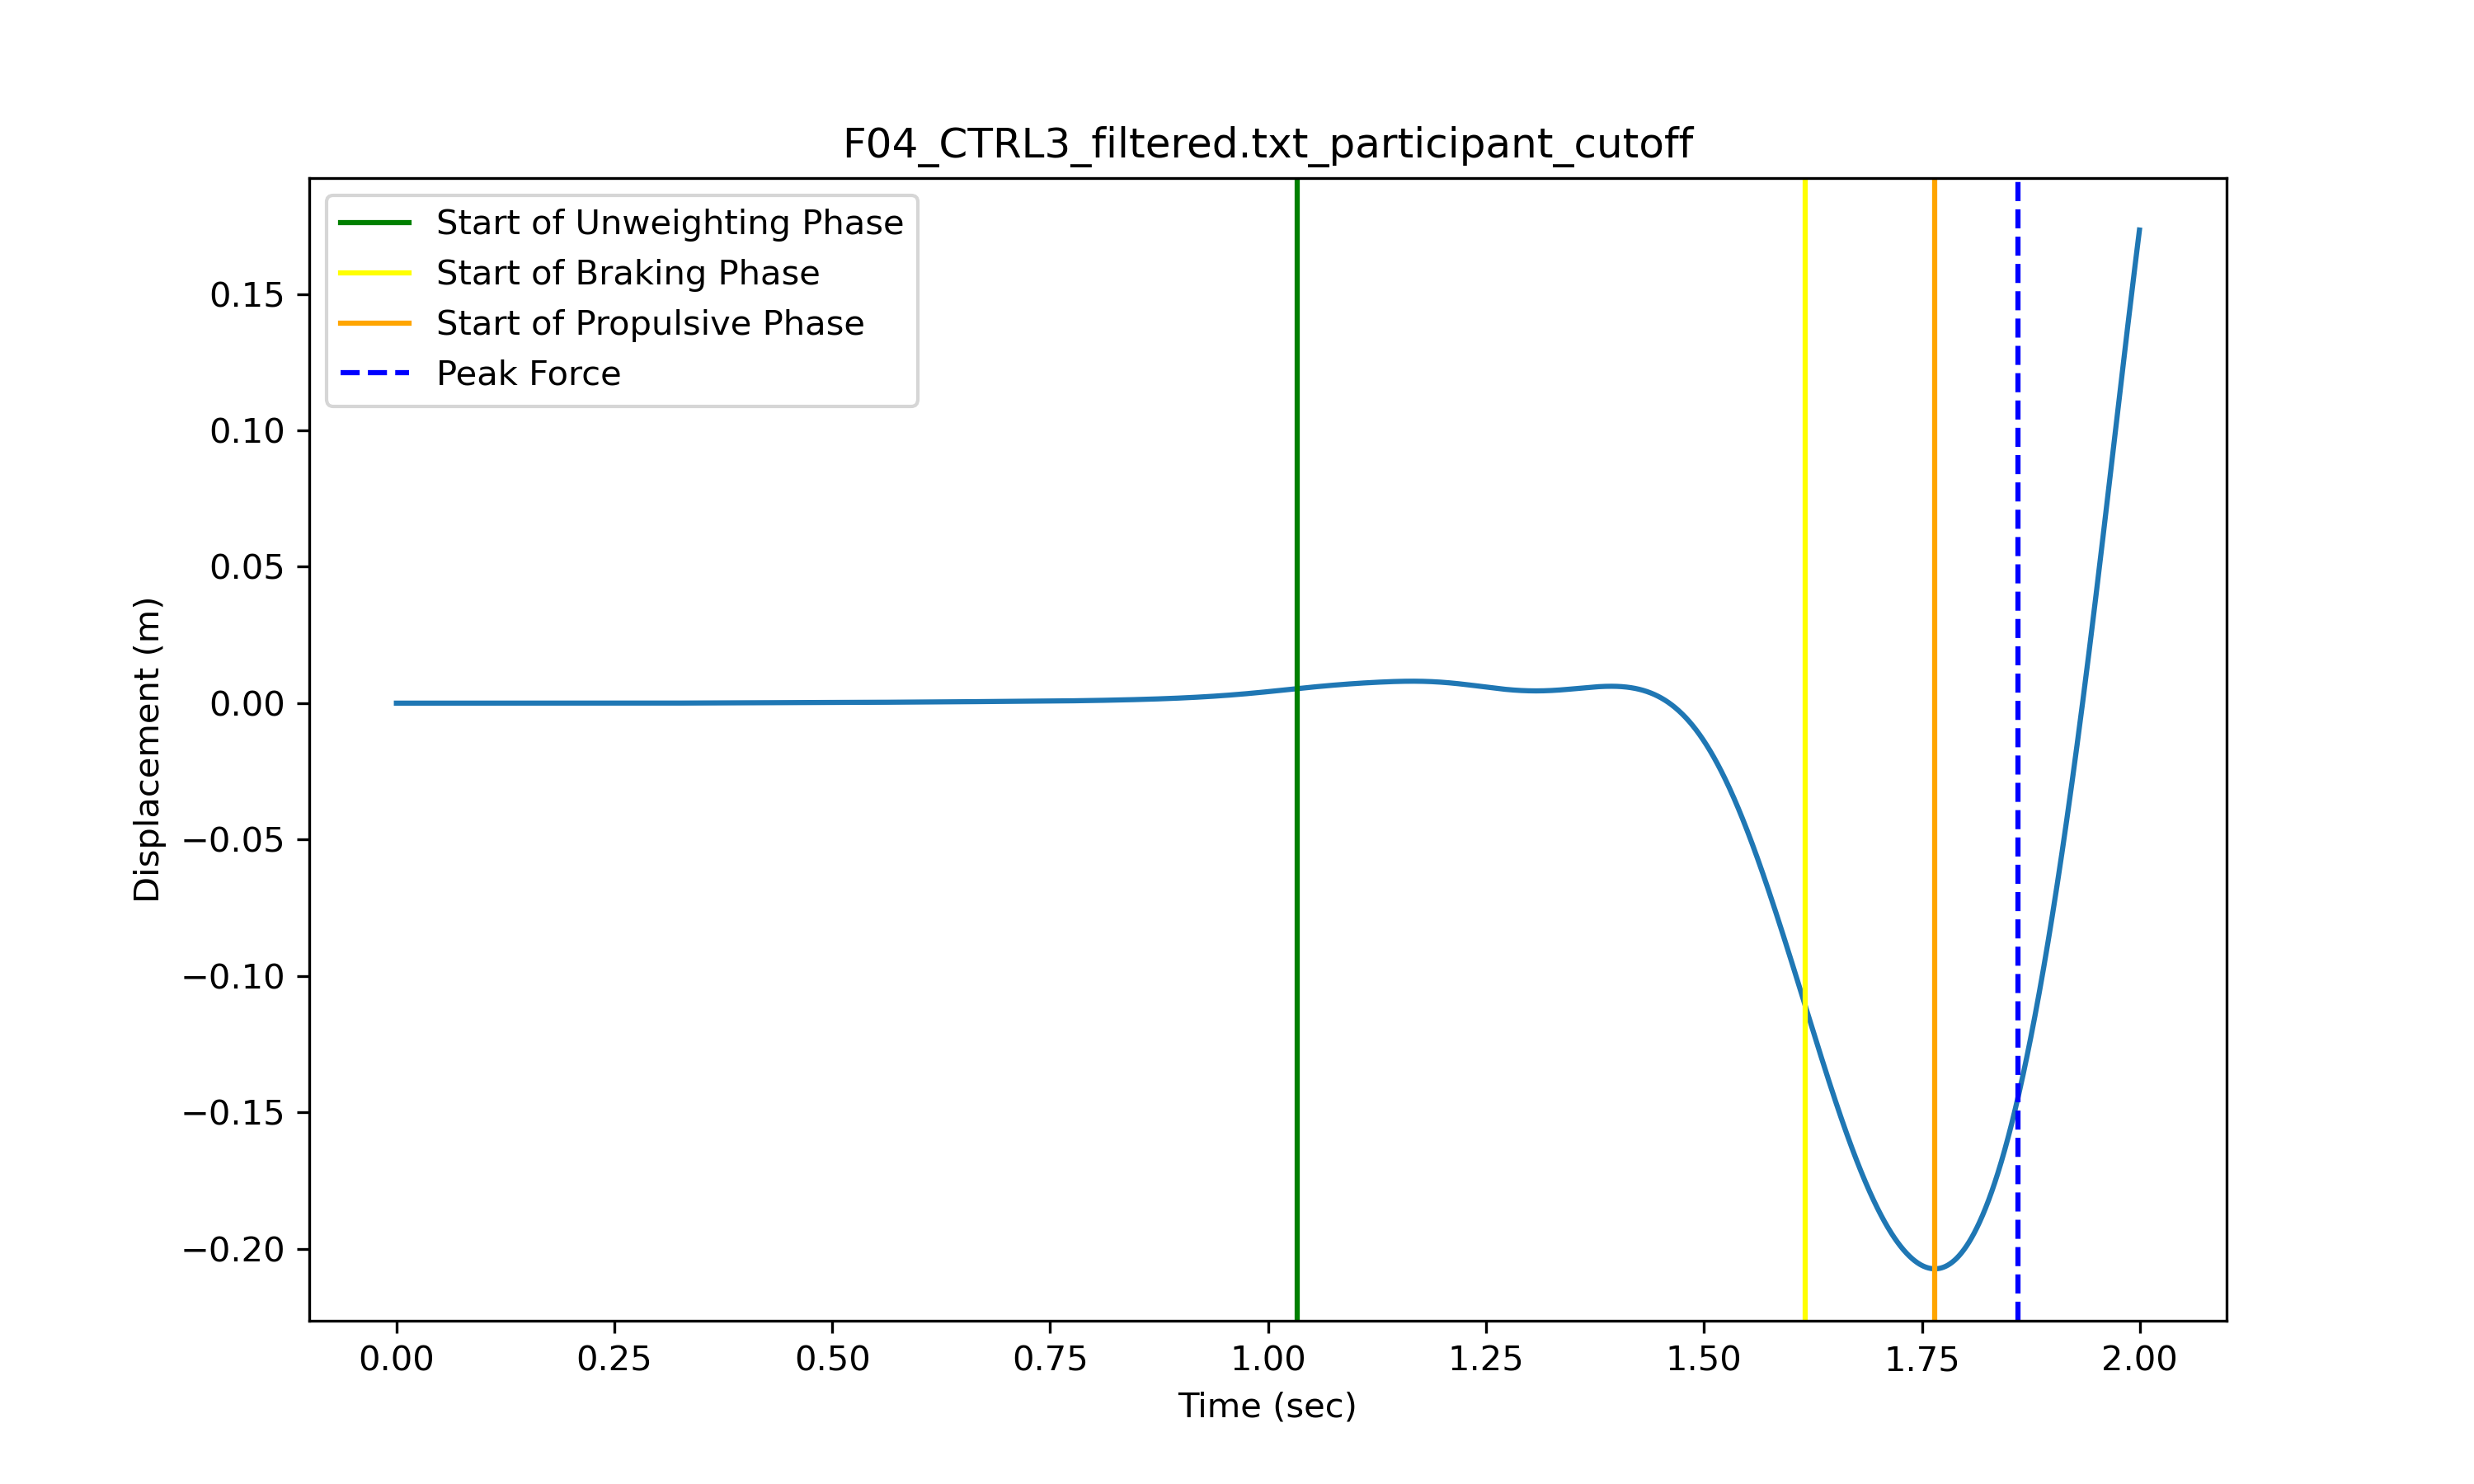 F04_CTRL3_filtered.txt_participant_cutoff
Start of Unweighting Phase
Start of Braking Phase
Start of Propulsive Phase
Peak Force
0.15
0.10
0.05
0.00
−0.05
−0.10
−0.15
−0.20
Displacement (m)
0.00 0.25 0.50 0.75 1.00 1.25 1.50 1.75 2.00
Time (sec)